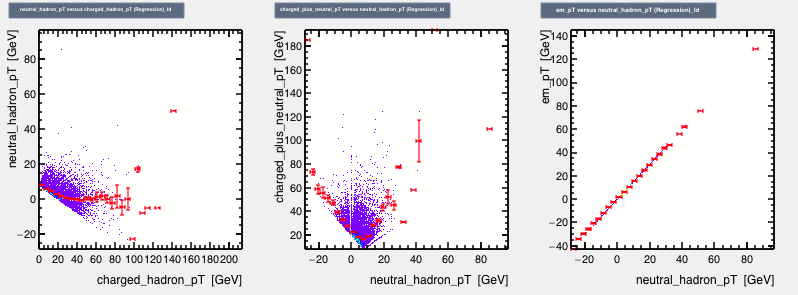 neutral_hadron_pT versus charged_hadron_pT (Regression)_Id
charged_plus_neutral_pT versus neutral_hadron_pT (Regression)_Id
em_pT versus neutral_hadron_pT (Regression)_Id
neutral_hadron_pT [GeV]
80
60
40
20
0
−20
0 20 40 60 80 100 120 140 160 180 200
charged_hadron_pT [GeV]
charged_plus_neutral_pT [GeV]
180
160
140
120
100
80
60
40
20
−20 0 20 40 60 80
neutral_hadron_pT [GeV]
em_pT [GeV]
140
120
100
80
60
40
20
0
−20
−40
−20 0 20 40 60 80
neutral_hadron_pT [GeV]